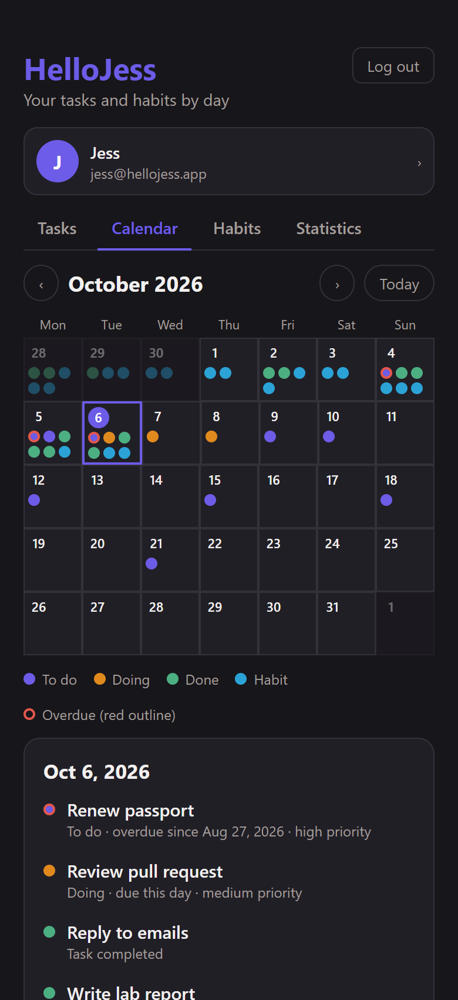 HelloJess
Log out
Your tasks and habits by day
J
Jess
jess@hellojess.app
›
Tasks Calendar Habits Statistics
‹ October 2026 › Today
Mon Tue Wed Thu Fri Sat Sun
28 29 30 1 2 3 4
5 6 7 8 9 10 11
12 13 14 15 16 17 18
19 20 21 22 23 24 25
26 27 28 29 30 31 1
To do Doing Done Habit
Overdue (red outline)
Oct 6, 2026
Renew passport
To do · overdue since Aug 27, 2026 · high priority
Review pull request
Doing · due this day · medium priority
Reply to emails
Task completed
Write lab report